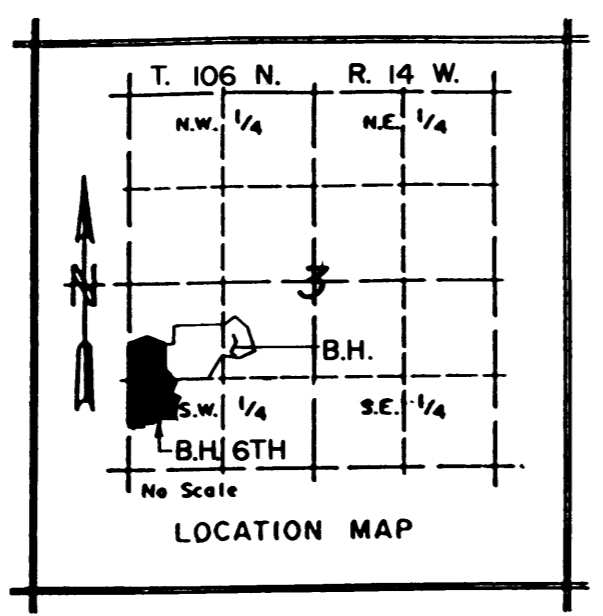 T. 106 N. R. 14 W.
N.W. 1/4 N.E. 1/4
N
3
B.H.
S.W. 1/4 S.E. 1/4
B.H. 6TH
No Scale
LOCATION MAP